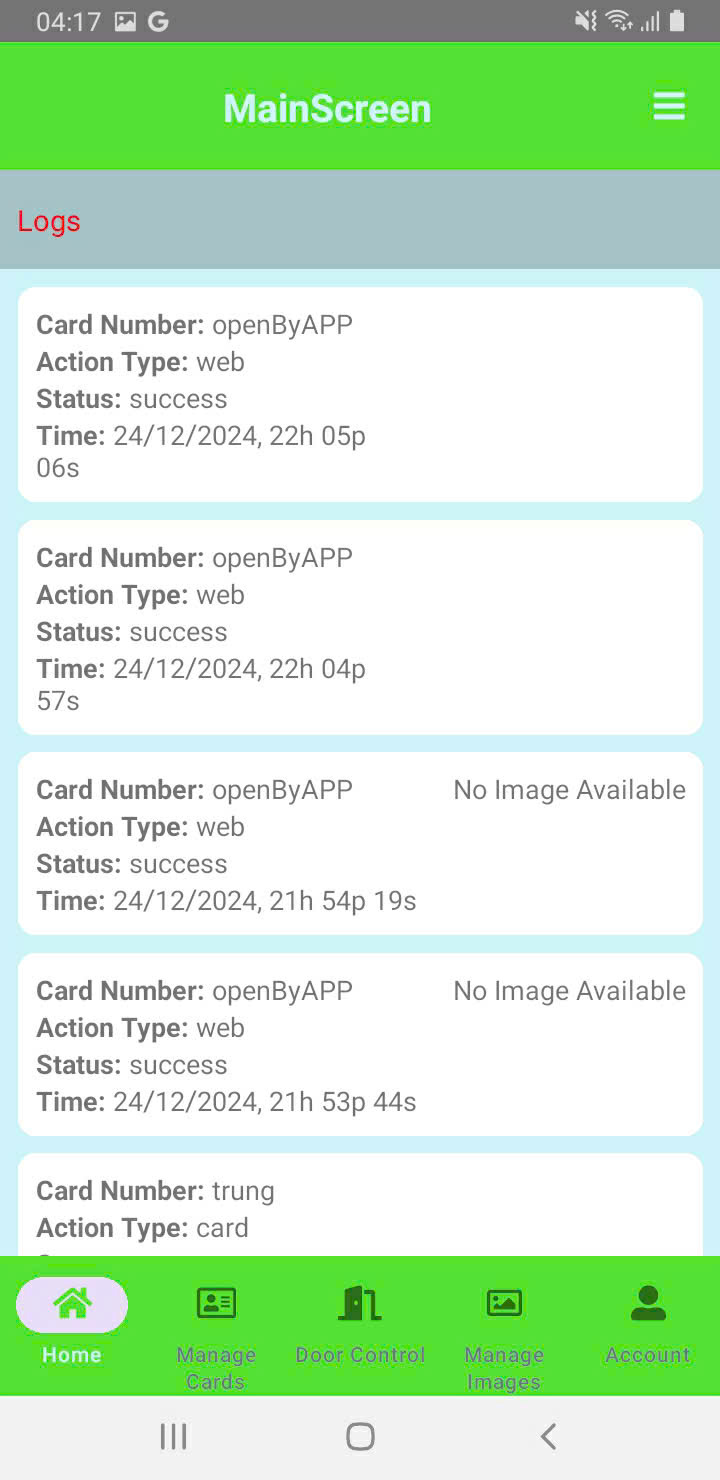 04:17
MainScreen
Logs
Card Number: openByAPP
Action Type: web
Status: success
Time: 24/12/2024, 22h 05p
06s
Card Number: openByAPP
Action Type: web
Status: success
Time: 24/12/2024, 22h 04p
57s
Card Number: openByAPP No Image Available
Action Type: web
Status: success
Time: 24/12/2024, 21h 54p 19s
Card Number: openByAPP No Image Available
Action Type: web
Status: success
Time: 24/12/2024, 21h 53p 44s
Card Number: trung
Action Type: card
Home
Manage
Cards
Door Control
Manage
Images
Account